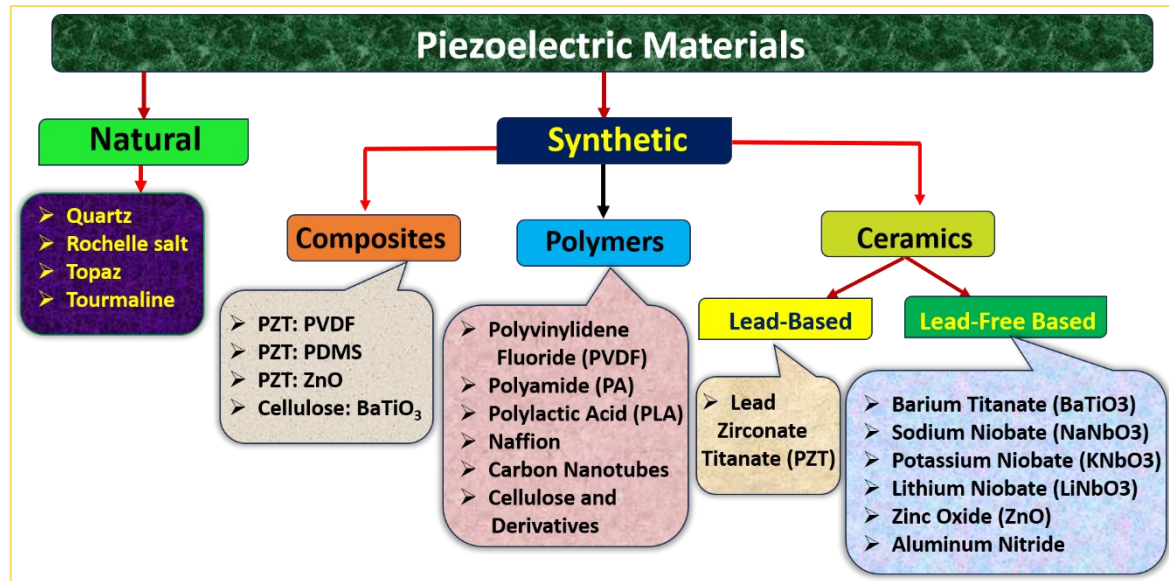 Piezoelectric Materials
Natural
Synthetic
➢ Quartz
➢ Rochelle salt
➢ Topaz
➢ Tourmaline
Composites
Polymers
Ceramics
➢ PZT: PVDF
➢ PZT: PDMS
➢ PZT: ZnO
➢ Cellulose: BaTiO₃
➢ Polyvinylidene
Fluoride (PVDF)
➢ Polyamide (PA)
➢ Polylactic Acid (PLA)
➢ Naffion
➢ Carbon Nanotubes
➢ Cellulose and
Derivatives
Lead-Based
Lead-Free Based
➢ Lead
Zirconate
Titanate (PZT)
➢ Barium Titanate (BaTiO3)
➢ Sodium Niobate (NaNbO3)
➢ Potassium Niobate (KNbO3)
➢ Lithium Niobate (LiNbO3)
➢ Zinc Oxide (ZnO)
➢ Aluminum Nitride